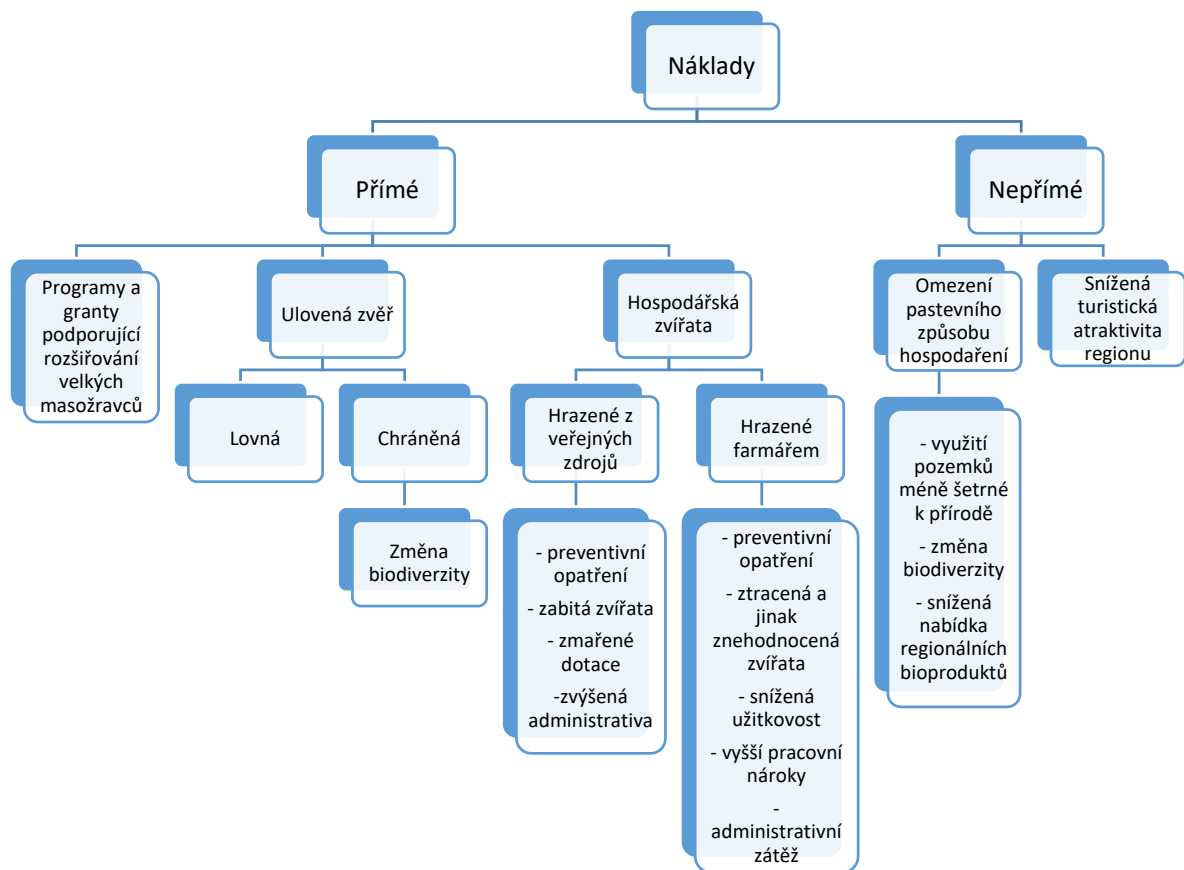 Náklady
Přímé
Nepřímé
Programy a
granty
podporující
rozšiřování
velkých
masožravců
Ulovená zvěř
Hospodářská
zvířata
Omezení
pastevního
způsobu
hospodaření
Snížená
turistická
atraktivita
regionu
Lovná
Chráněná
Hrazené z
veřejných
zdrojů
Hrazené
farmářem
- využití
pozemků
méně šetrné
k přírodě
- změna
biodiverzity
- snížená
nabídka
regionálních
bioproduktů
Změna
biodiverzity
- preventivní
opatření
- zabitá zvířata
- zmařené
dotace
-zvýšená
administrativa
- preventivní
opatření
- ztracená a
jinak
znehodnocená
zvířata
- snížená
užitkovost
- vyšší pracovní
nároky
-
administrativní
zátěž